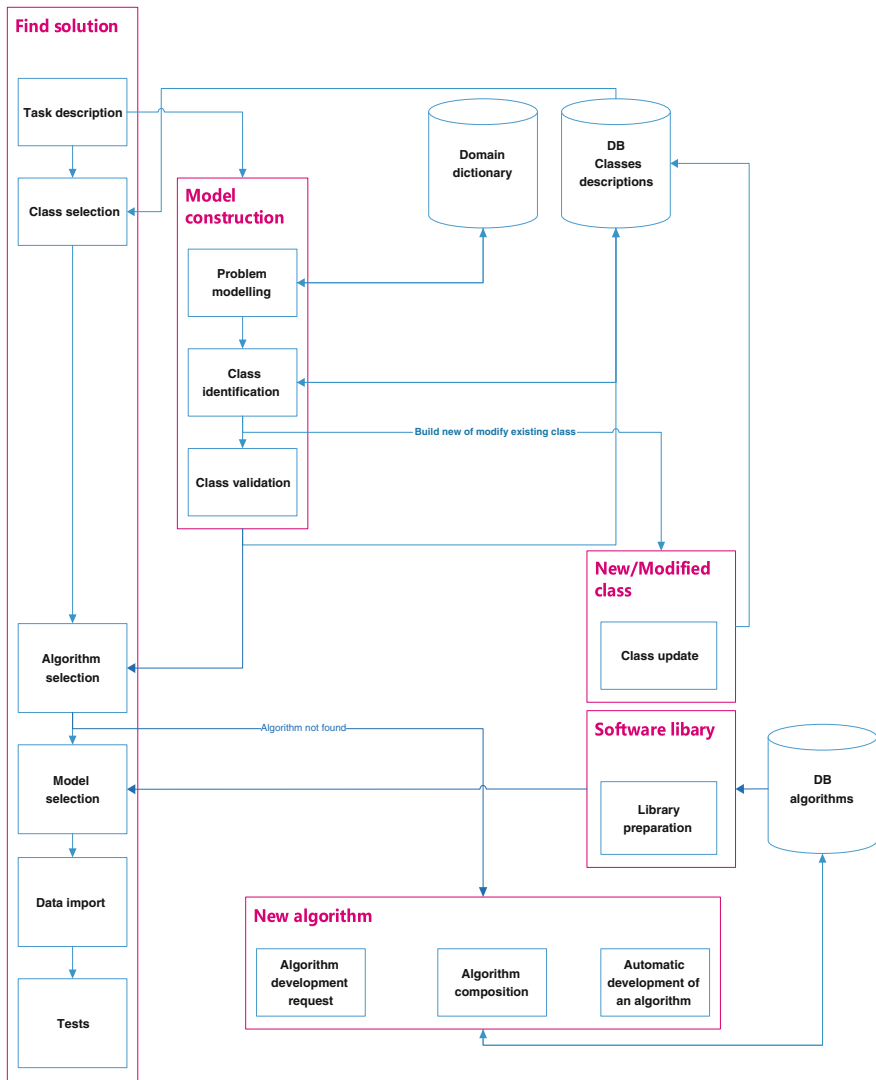 Find solution
Task description
Class selection
Algorithm
selection
Model
selection
Data import
Tests
Model
construction
Problem
modelling
Class
identification
Class validation
Domain
dictionary
DB
Classes
descriptions
Build new of modify existing class
New/Modified
class
Class update
Algorithm not found
Software libary
Library
preparation
DB
algorithms
New algorithm
Algorithm
development
request
Algorithm
composition
Automatic
development of
an algorithm